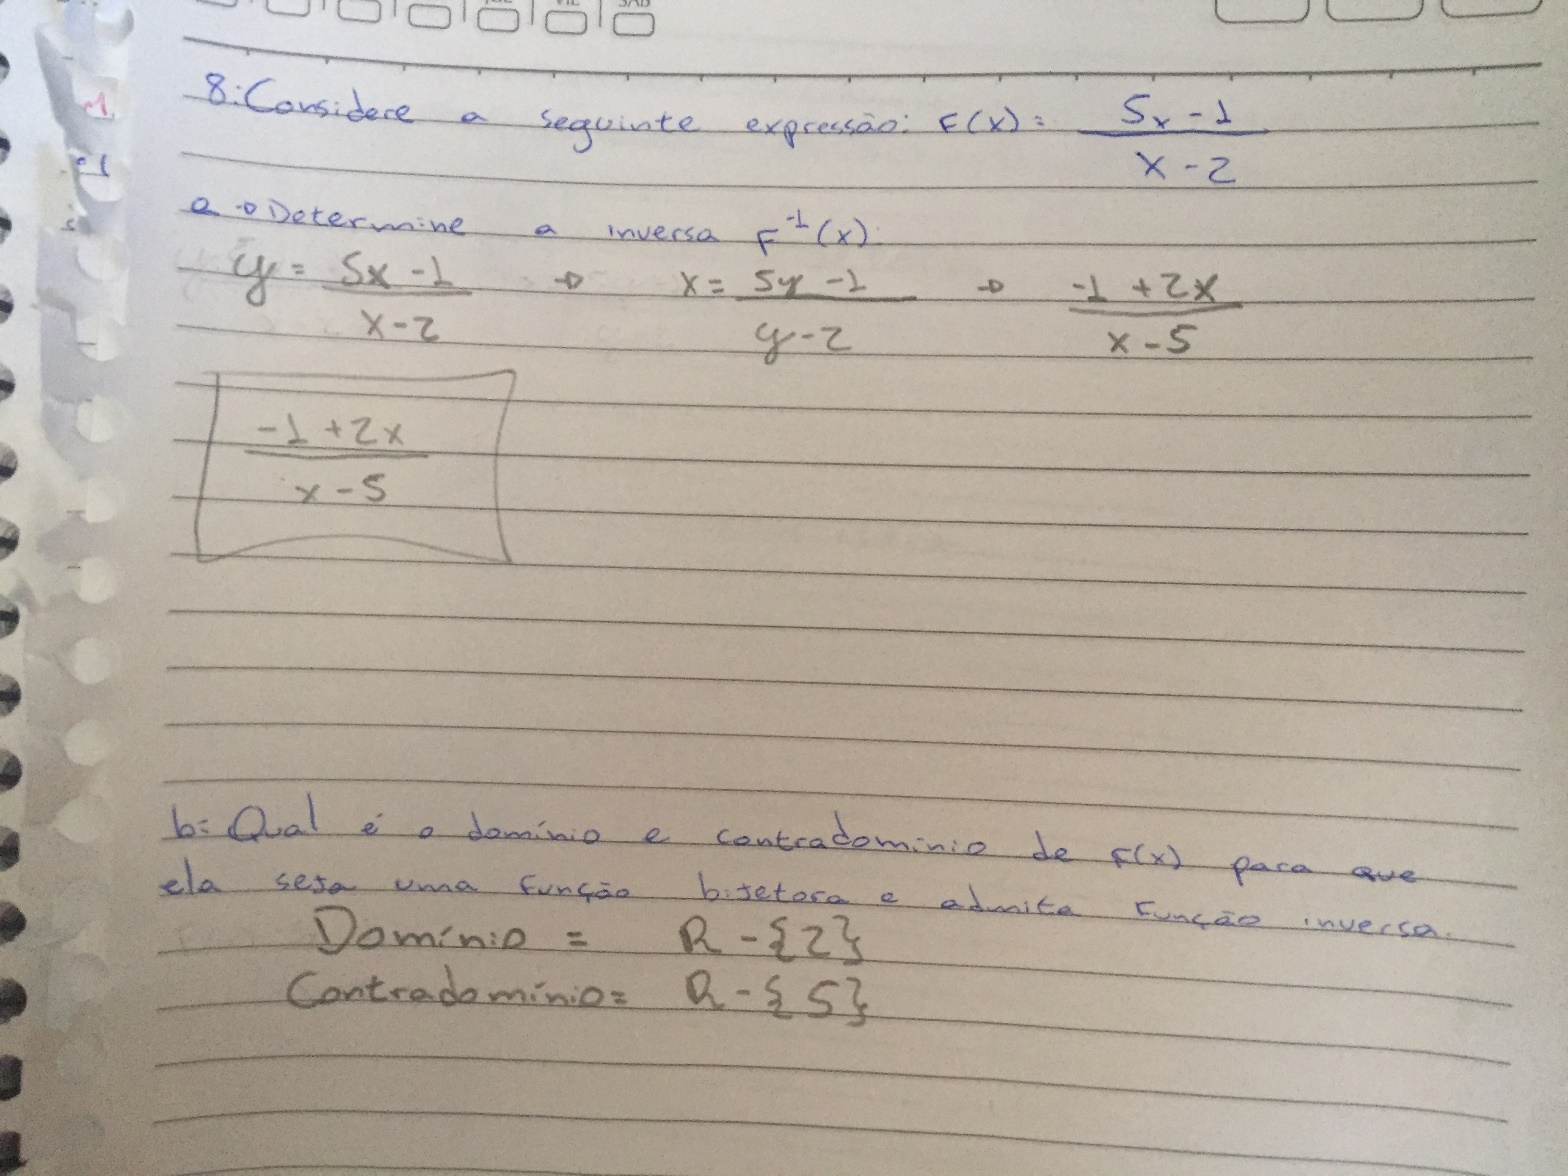 SÁB
8: Considere a seguinte expressão: F(x) = 5x - 1 / x - 2
a → Determine a inversa F⁻¹(x).
y = 5x - 1 / x - 2 → x = 5y - 1 / y - 2 → -1 + 2x / x - 5
-1 + 2x / x - 5
b: Qual é o domínio e contradomínio de F(x) para que
ela seja uma função bijetora e admita função inversa.
Domínio = R - {2}
Contradomínio = R - {5}